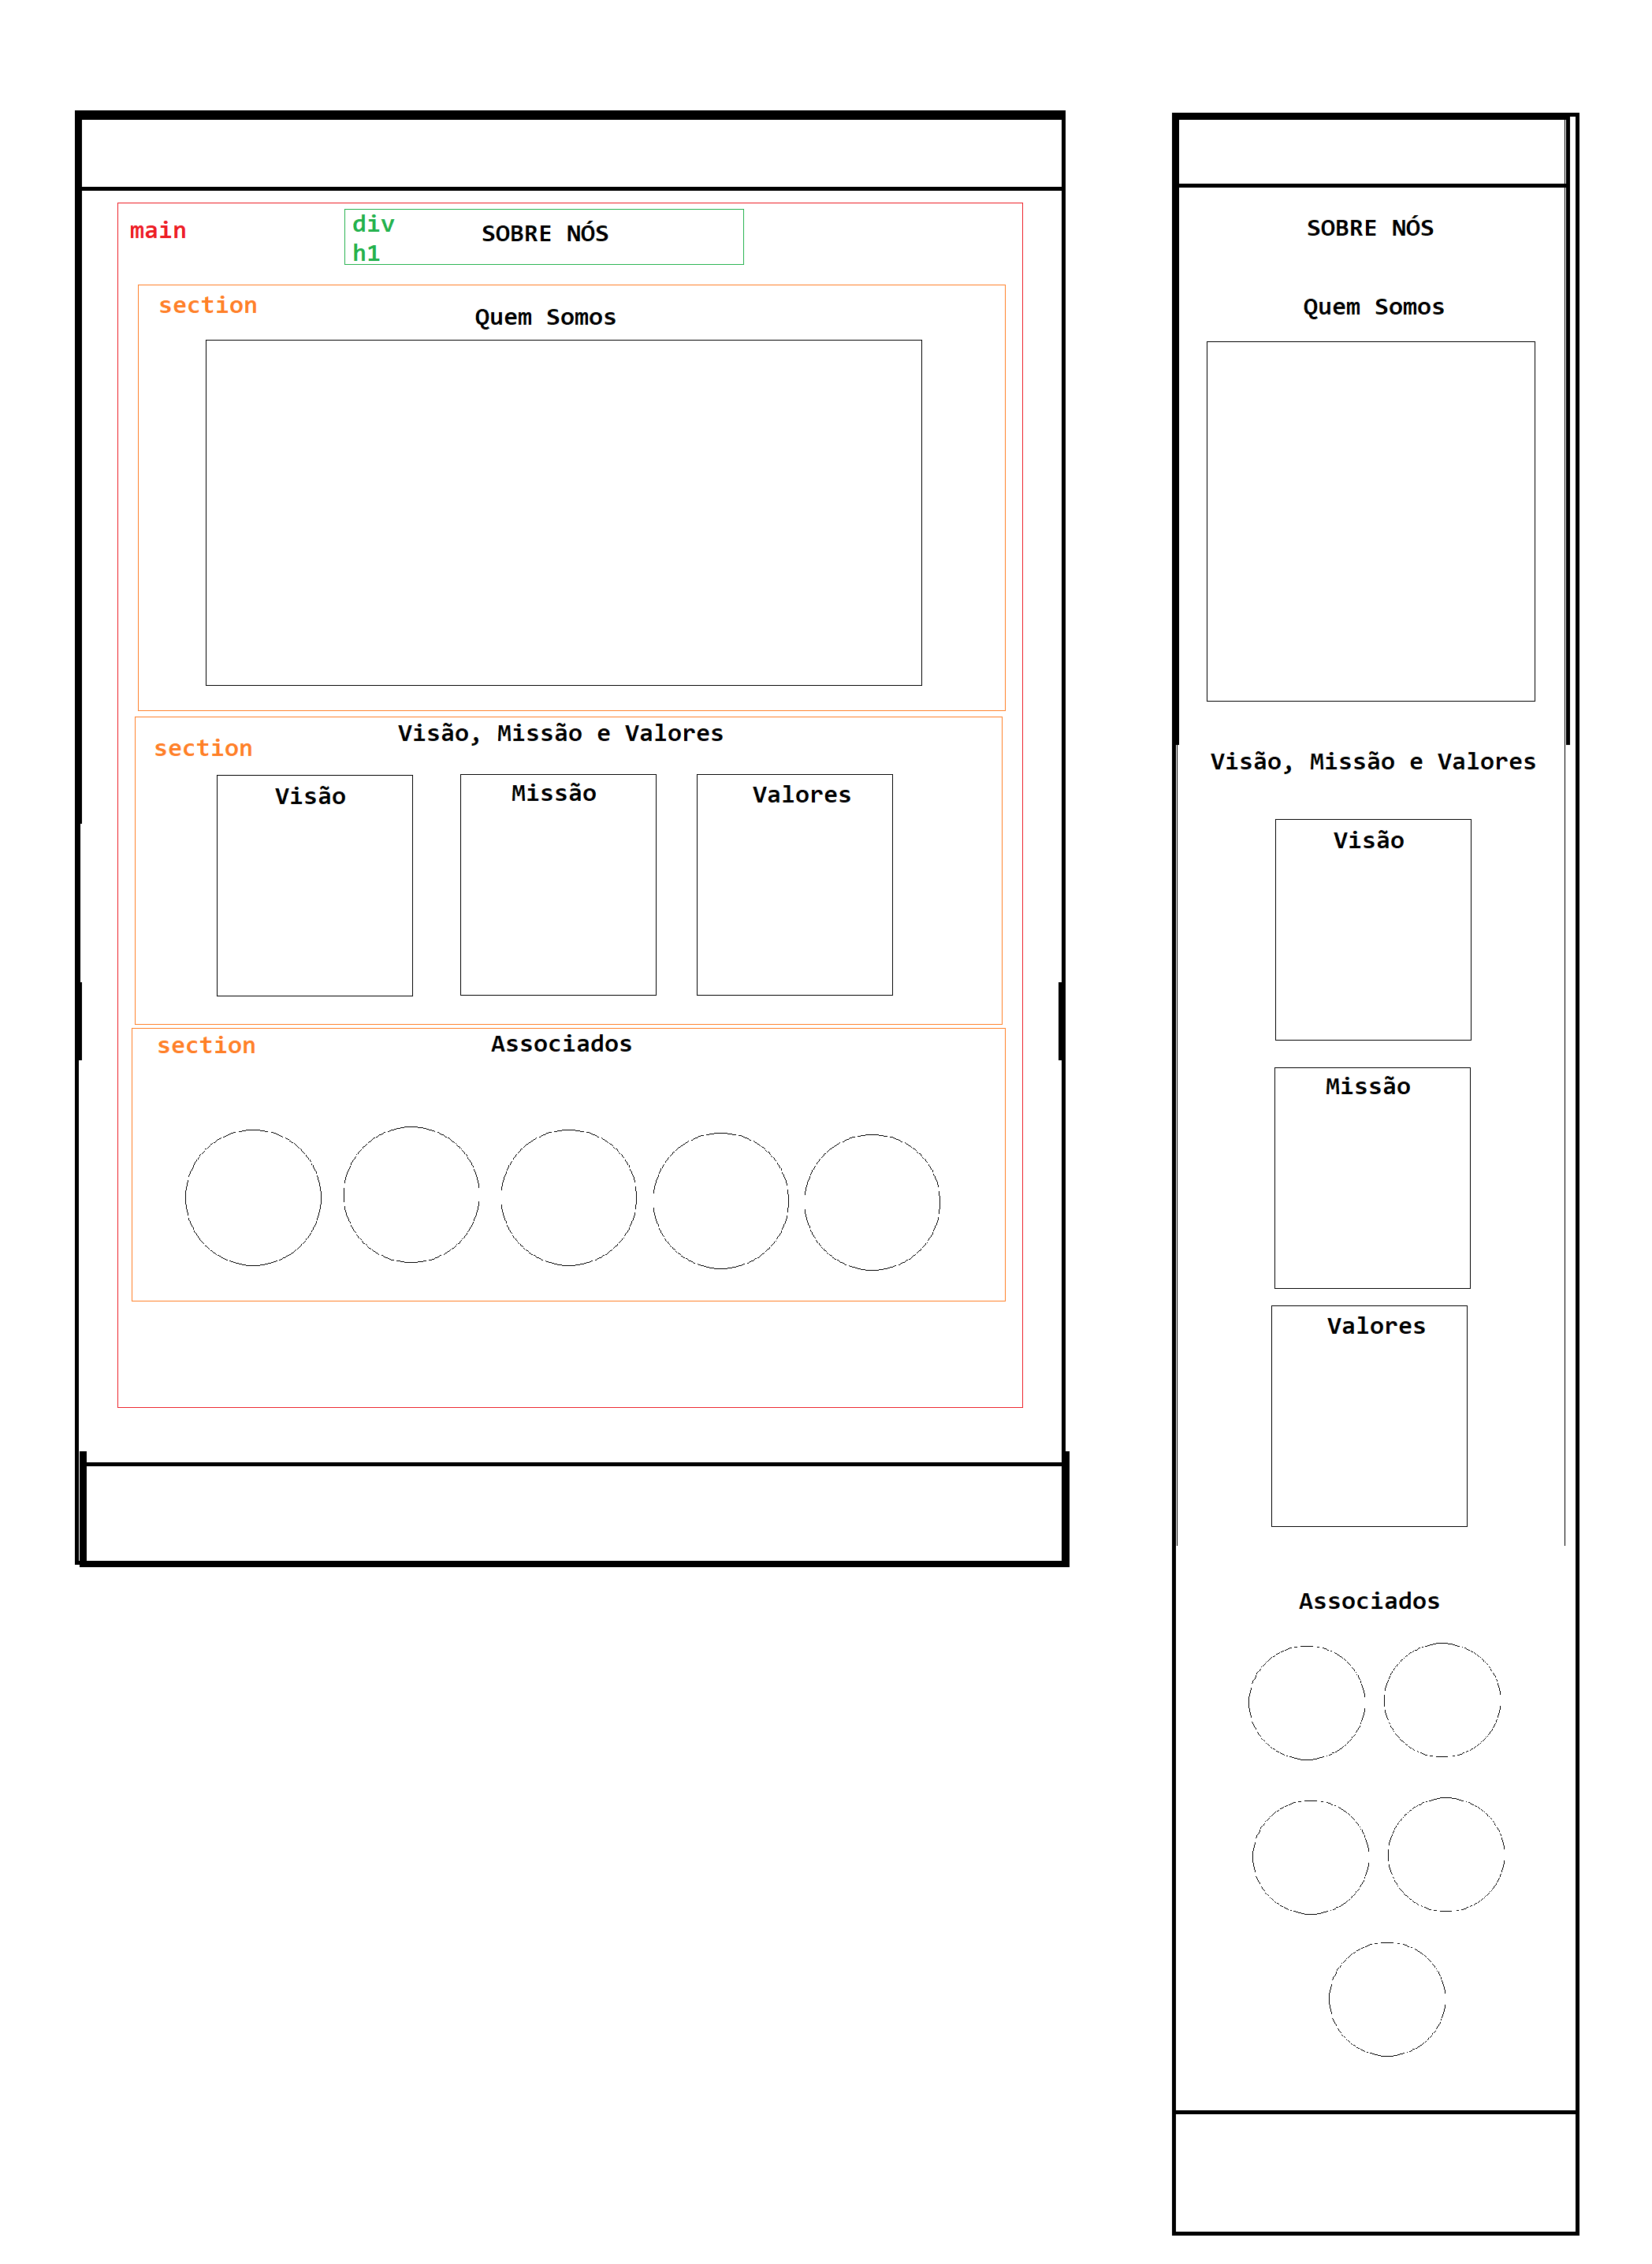 main
div
h1
SOBRE NÓS
section
Quem Somos
section
Visão, Missão e Valores
Visão
Missão
Valores
section
Associados
SOBRE NÓS
Quem Somos
Visão, Missão e Valores
Visão
Missão
Valores
Associados